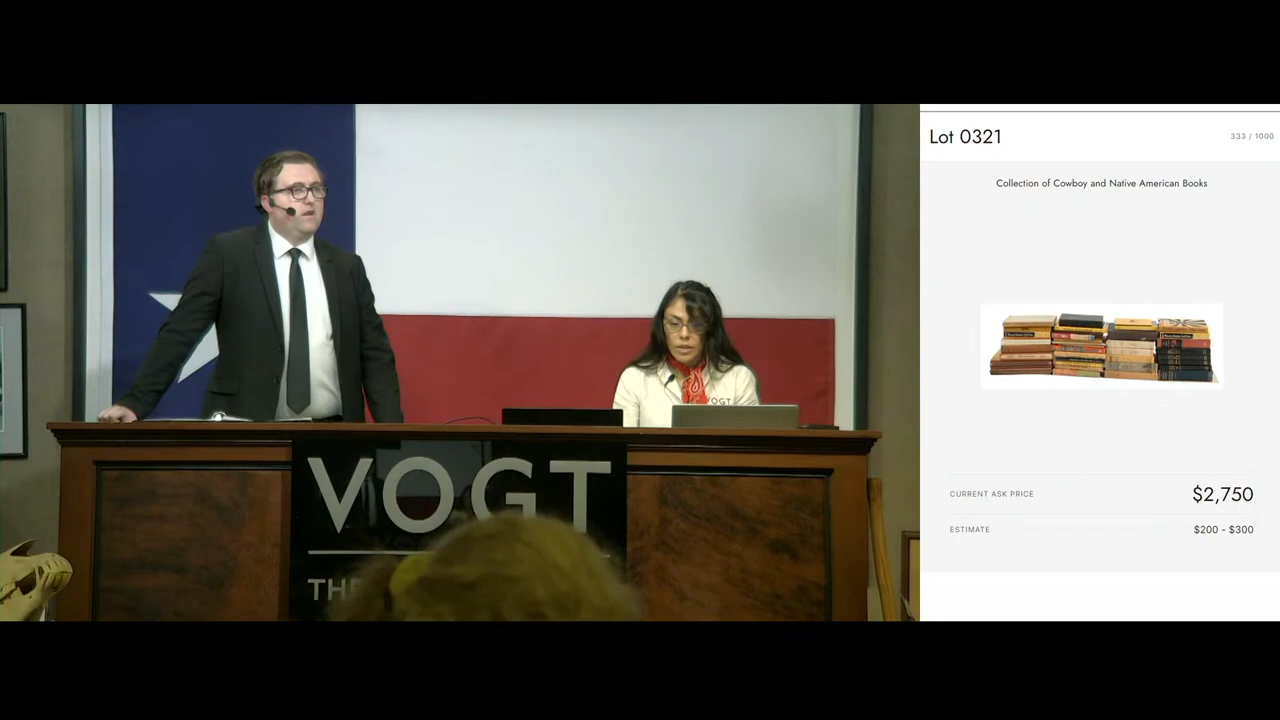 Lot 0321
333 / 1000
Collection of Cowboy and Native American Books
CURRENT ASK PRICE
$2,750
ESTIMATE
$200 - $300
VOGT
VOGT
THE